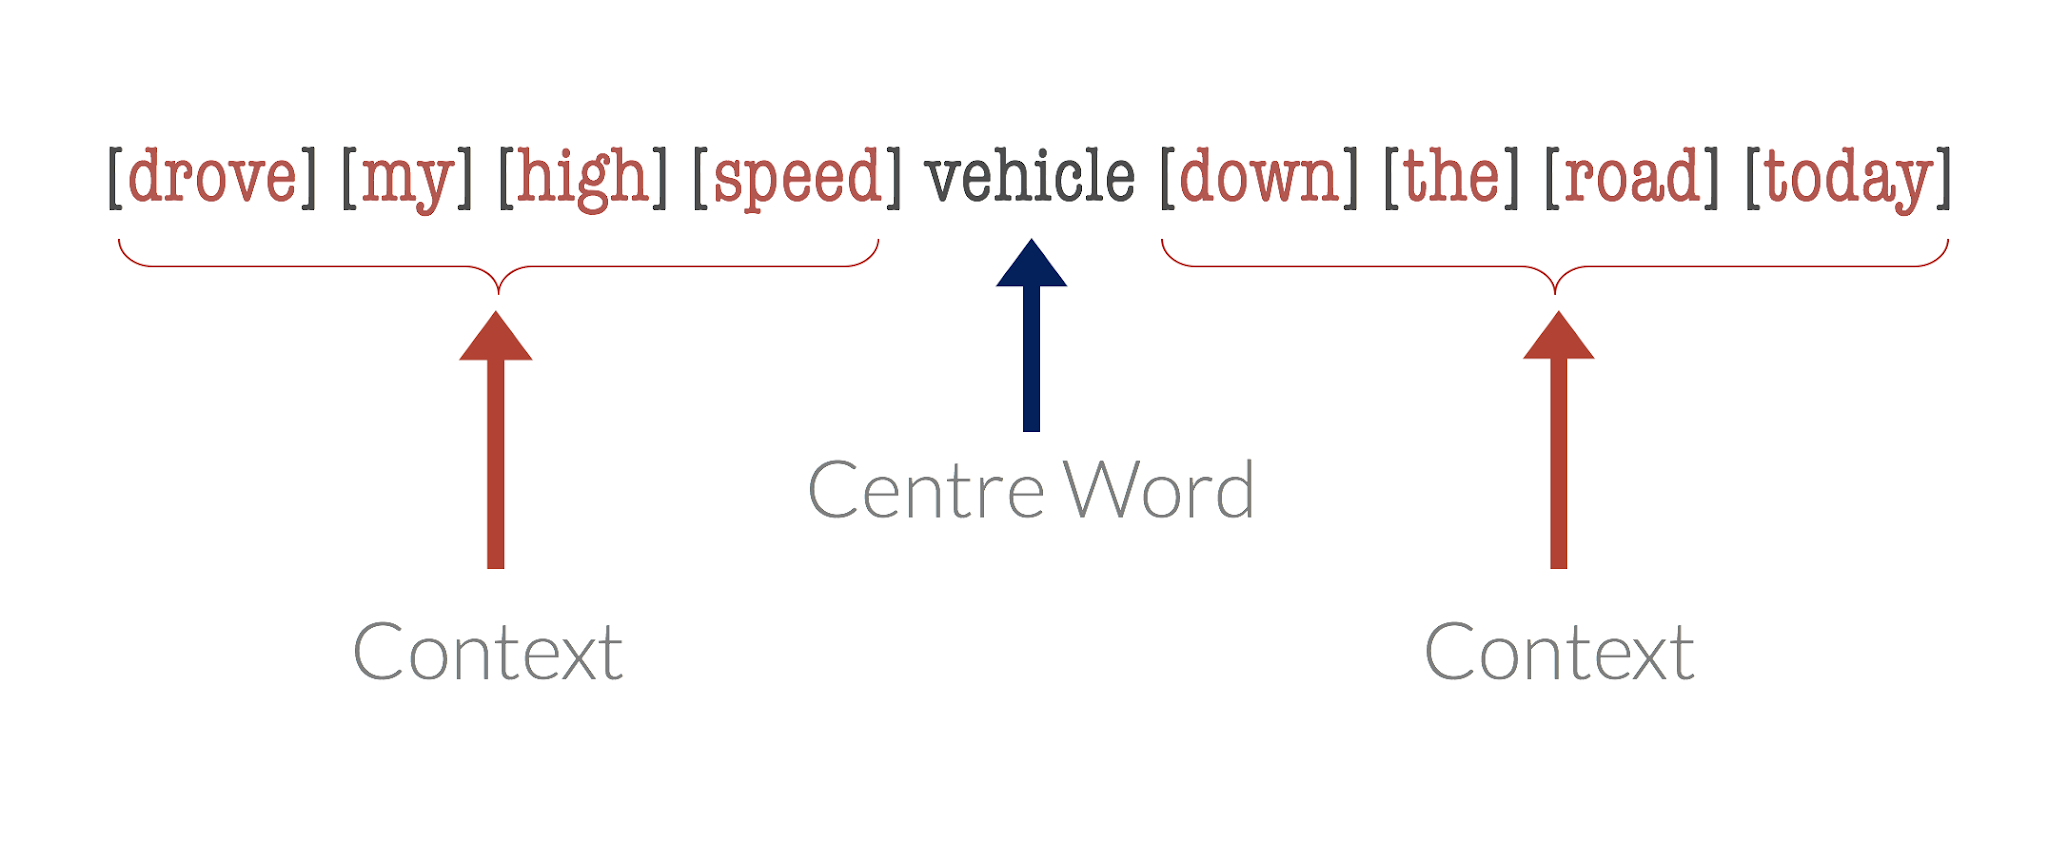 [drove] [my] [high] [speed] vehicle [down] [the] [road] [today]
Centre Word
Context
Context